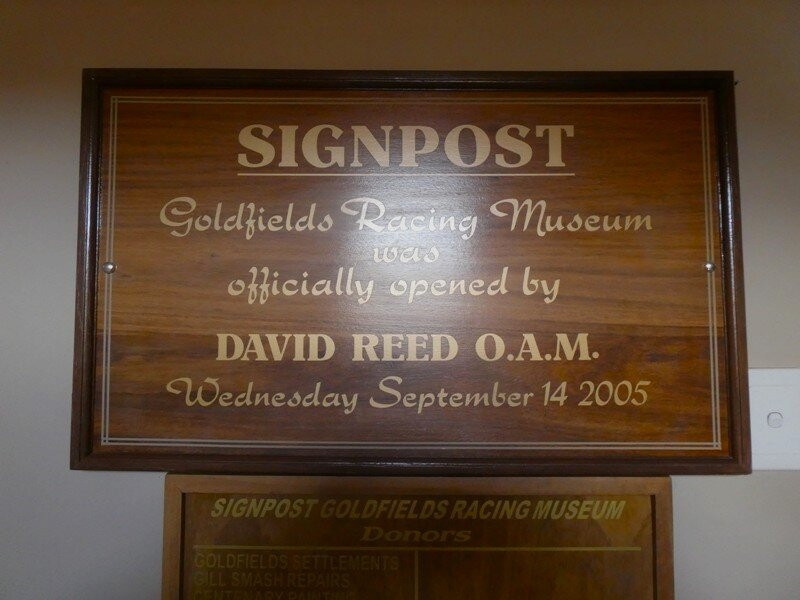 SIGNPOST
Goldfields Racing Museum
was
officially opened by
DAVID REED O.A.M.
Wednesday September 14 2005
SIGNPOST GOLDFIELDS RACING MUSEUM
Donors
GOLDFIELDS SETTLEMENTS
GILL SMASH REPAIRS
CENTENARY